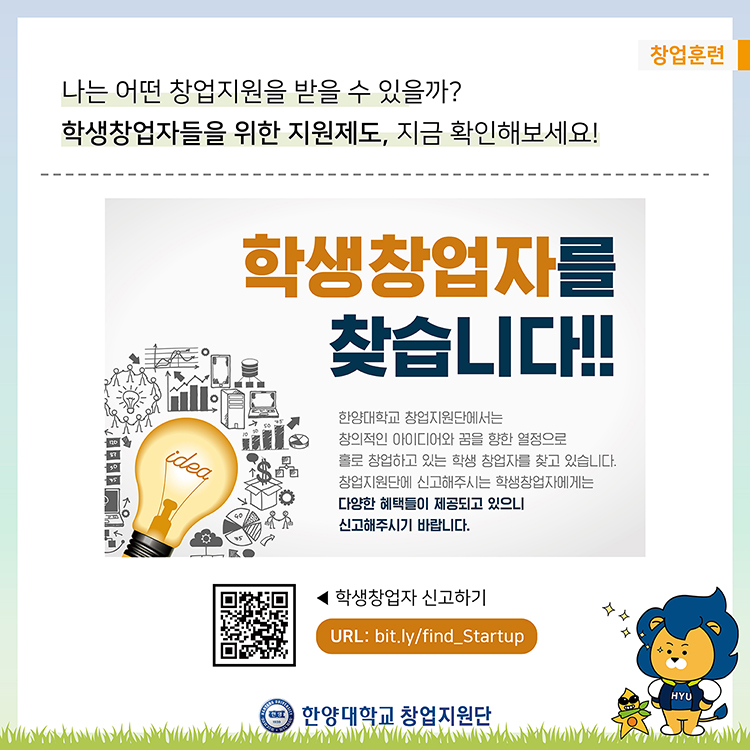 창업훈련
나는 어떤 창업지원을 받을 수 있을까?
학생창업자들을 위한 지원제도, 지금 확인해보세요!
학생창업자를
찾습니다!!
한양대학교 창업지원단에서는
창의적인 아이디어와 꿈을 향한 열정으로
홀로 창업하고 있는 학생 창업자를 찾고 있습니다.
창업지원단에 신고해주시는 학생창업자에게는
다양한 혜택들이 제공되고 있으니
신고해주시기 바랍니다.
idea
◀ 학생창업자 신고하기
URL: bit.ly/find_Startup
HYU
한양대학교 창업지원단